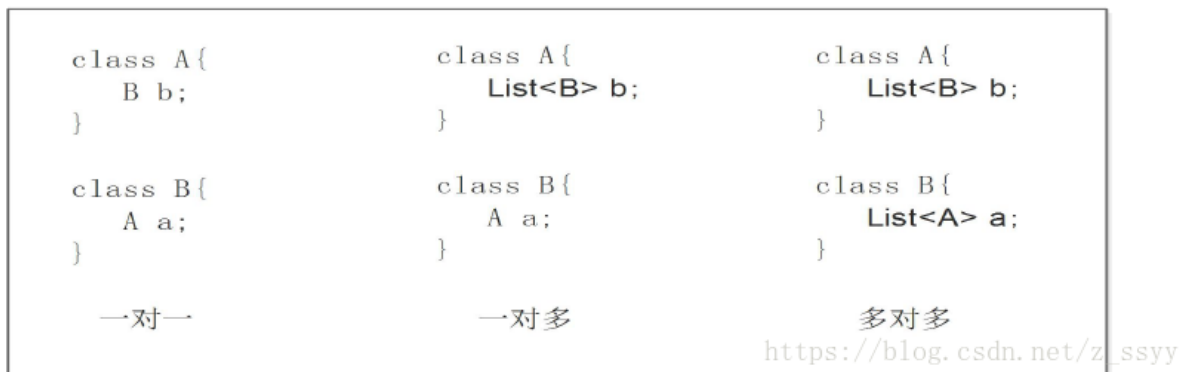 class A{
B b;
}
class B{
A a;
}
一对一
class A{
List<B> b;
}
class B{
A a;
}
一对多
class A{
List<B> b;
}
class B{
List<A> a;
}
多对多
https://blog.csdn.net/z_ssyy